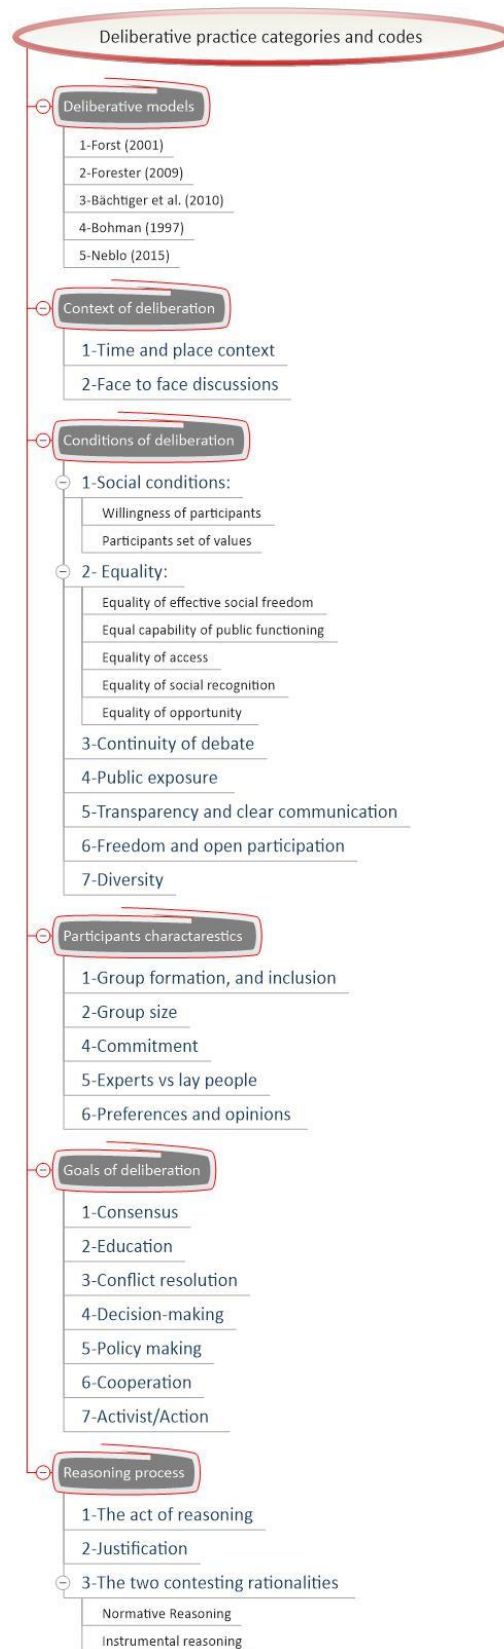 Deliberative practice categories and codes
Deliberative models
1-Forst (2001)
2-Forester (2009)
3-Bächtiger et al. (2010)
4-Bohman (1997)
5-Neblo (2015)
Context of deliberation
1-Time and place context
2-Face to face discussions
Conditions of deliberation
1-Social conditions:
Willingness of participants
Participants set of values
2- Equality:
Equality of effective social freedom
Equal capability of public functioning
Equality of access
Equality of social recognition
Equality of opportunity
3-Continuity of debate
4-Public exposure
5-Transparency and clear communication
6-Freedom and open participation
7-Diversity
Participants charactarestics
1-Group formation, and inclusion
2-Group size
4-Commitment
5-Experts vs lay people
6-Preferences and opinions
Goals of deliberation
1-Consensus
2-Education
3-Conflict resolution
4-Decision-making
5-Policy making
6-Cooperation
7-Activist/Action
Reasoning process
1-The act of reasoning
2-Justification
3-The two contesting rationalities
Normative Reasoning
Instrumental reasoning